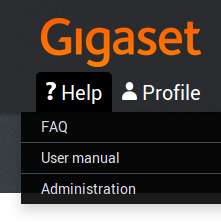 Gigaset
? Help Profile
FAQ
User manual
Administration